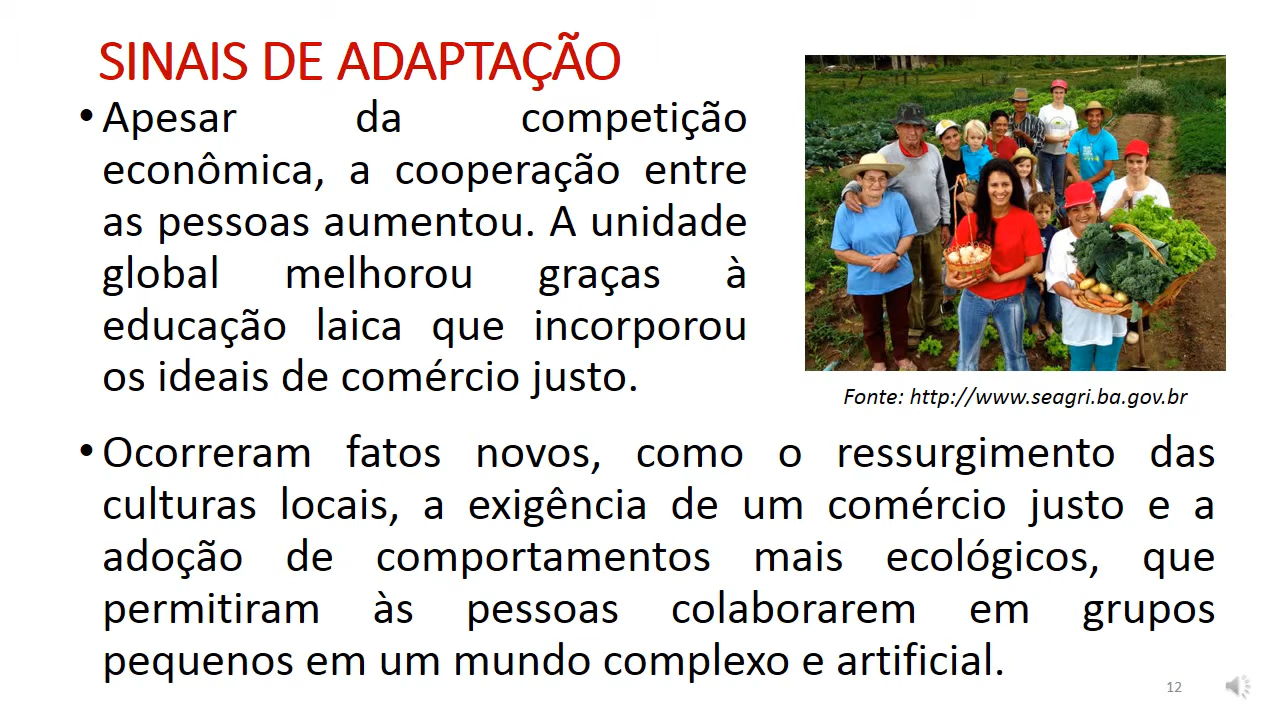 SINAIS DE ADAPTAÇÃO
• Apesar da competição
econômica, a cooperação entre
as pessoas aumentou. A unidade
global melhorou graças à
educação laica que incorporou
os ideais de comércio justo.
Fonte: http://www.seagri.ba.gov.br
• Ocorreram fatos novos, como o ressurgimento das
culturas locais, a exigência de um comércio justo e a
adoção de comportamentos mais ecológicos, que
permitiram às pessoas colaborarem em grupos
pequenos em um mundo complexo e artificial.
12